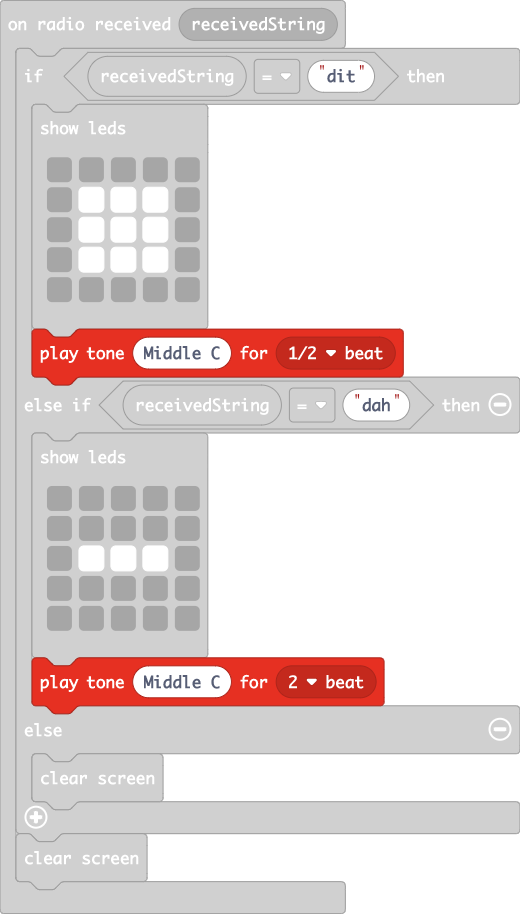 on radio received receivedString
if receivedString = "dit" then
show leds
play tone Middle C for 1/2 beat
else if receivedString = "dah" then
show leds
play tone Middle C for 2 beat
else
clear screen
clear screen